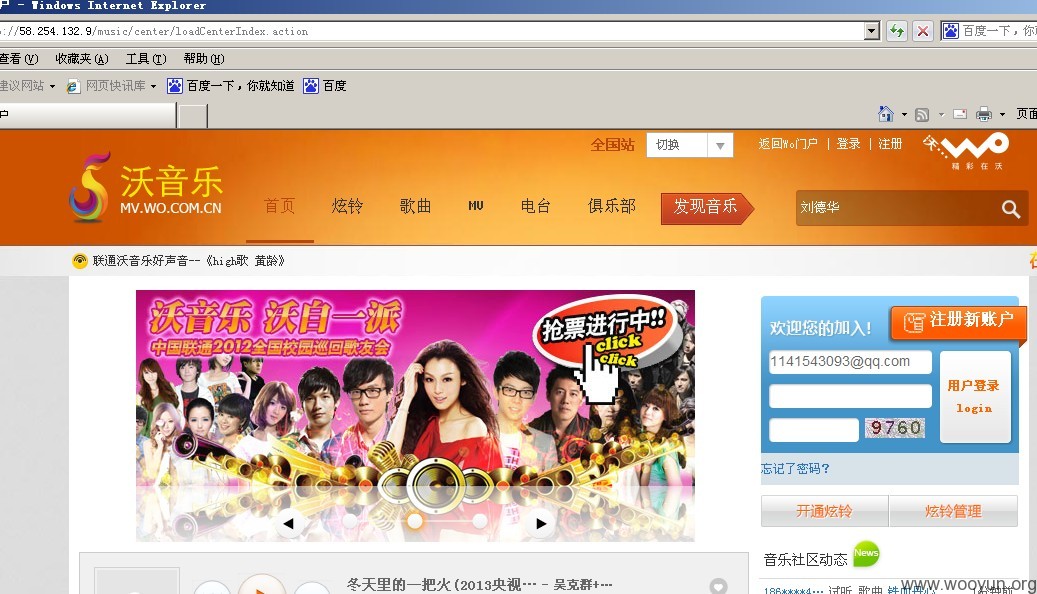 户 - Windows Internet Explorer
://58.254.132.9/music/center/loadCenterIndex.action
百度一下，你
查看(V) 收藏夹(A) 工具(T) 帮助(H)
建议网站 网页快讯库 百度一下，你就知道 百度
户
页面
全国站 切换 返回Wo门户 | 登录 | 注册
沃音乐
MV.WO.COM.CN
首页 炫铃 歌曲 MV 电台 俱乐部 发现音乐
沃
精彩在沃
刘德华
联通沃音乐好声音--《high歌 黄龄》
在
沃音乐 沃自一派
中国联通2012全国校园巡回歌友会
抢票进行中!!
click
click
欢迎您的加入!
注册新账户
1141543093@qq.com
用户登录
login
9760
忘记了密码?
开通炫铃 炫铃管理
音乐社区动态 News
冬天里的一把火(2013央视… - 吴克群+…
186****4… 试听 歌曲
www.wooyun.org